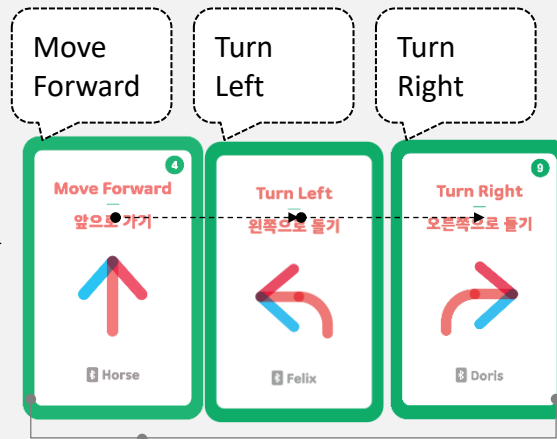 Move
Forward
Turn
Left
Turn
Right
4
Move Forward
앞으로 가기
Horse
Turn Left
왼쪽으로 돌기
Felix
9
Turn Right
오른쪽으로 돌기
Doris